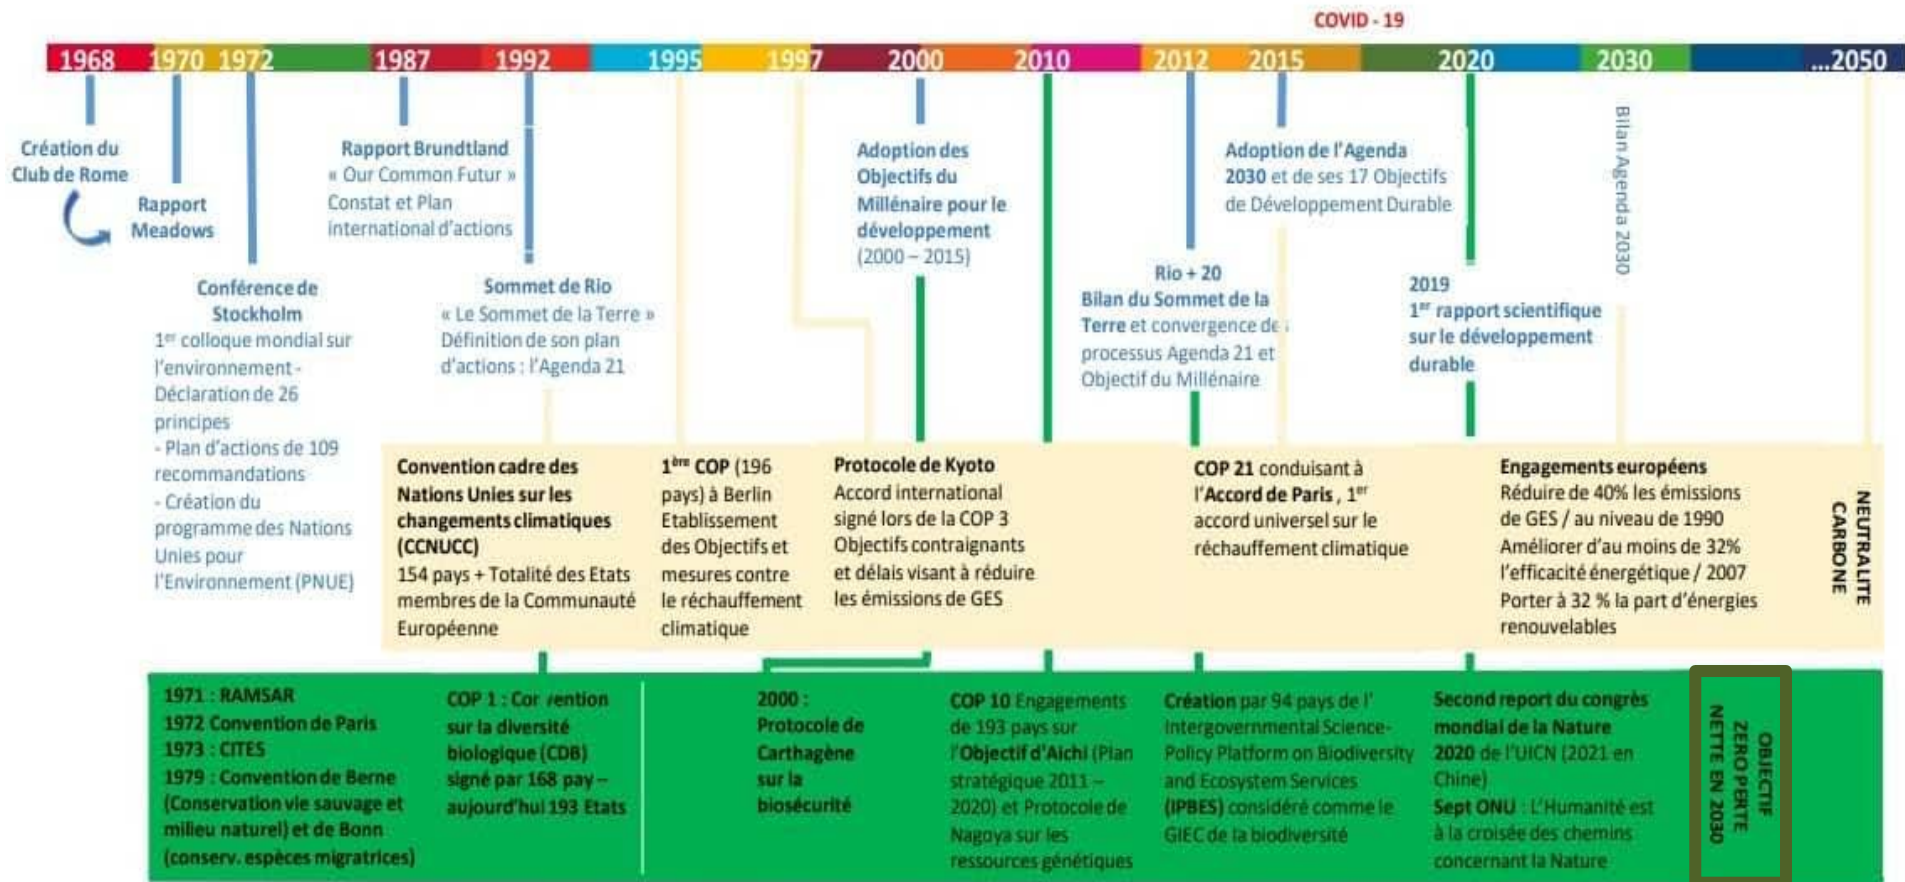 COVID - 19
1968
1970
1972
1987
1992
1995
1997
2000
2010
2012
2015
2020
2030
...2050
Création du
Club de Rome
Rapport
Meadows
Conférence de
Stockholm
1er colloque mondial sur
l'environnement -
Déclaration de 26
principes
- Plan d'actions de 109
recommandations
- Création du
programme des Nations
Unies pour
l'Environnement (PNUE)
Rapport Brundtland
« Our Common Futur »
Constat et Plan
international d'actions
Sommet de Rio
« Le Sommet de la Terre »
Définition de son plan
d'actions : l'Agenda 21
Adoption des
Objectifs du
Millénaire pour le
développement
(2000 – 2015)
Rio + 20
Bilan du Sommet de la
Terre et convergence de
processus Agenda 21 et
Objectif du Millénaire
Adoption de l'Agenda
2030 et de ses 17 Objectifs
de Développement Durable
2019
1er rapport scientifique
sur le développement
durable
Bilan Agenda 2030
Convention cadre des
Nations Unies sur les
changements climatiques
(CCNUCC)
154 pays + Totalité des Etats
membres de la Communauté
Européenne
1ère COP (196
pays) à Berlin
Etablissement
des Objectifs et
mesures contre
le réchauffement
climatique
Protocole de Kyoto
Accord international
signé lors de la COP 3
Objectifs contraignants
et délais visant à réduire
les émissions de GES
COP 21 conduisant à
l'Accord de Paris , 1er
accord universel sur le
réchauffement climatique
Engagements européens
Réduire de 40% les émissions
de GES / au niveau de 1990
Améliorer d'au moins de 32%
l'efficacité énergétique / 2007
Porter à 32 % la part d'énergies
renouvelables
NEUTRALITE
CARBONE
1971 : RAMSAR
1972 Convention de Paris
1973 : CITES
1979 : Convention de Berne
(Conservation vie sauvage et
milieu naturel) et de Bonn
(conserv. espèces migratrices)
COP 1 : Convention
sur la diversité
biologique (CDB)
signé par 168 pay –
aujourd'hui 193 Etats
2000 :
Protocole de
Carthagène
sur la
biosécurité
COP 10 Engagements
de 193 pays sur
l'Objectif d'Aichi (Plan
stratégique 2011 –
2020) et Protocole de
Nagoya sur les
ressources génétiques
Création par 94 pays de l'
Intergovernmental Science-
Policy Platform on Biodiversity
and Ecosystem Services
(IPBES) considéré comme le
GIEC de la biodiversité
Second report du congrès
mondial de la Nature
2020 de l'UICN (2021 en
Chine)
Sept ONU : L'Humanité est
à la croisée des chemins
concernant la Nature
OBJECTIF
ZERO PERTE
NETTE EN 2030